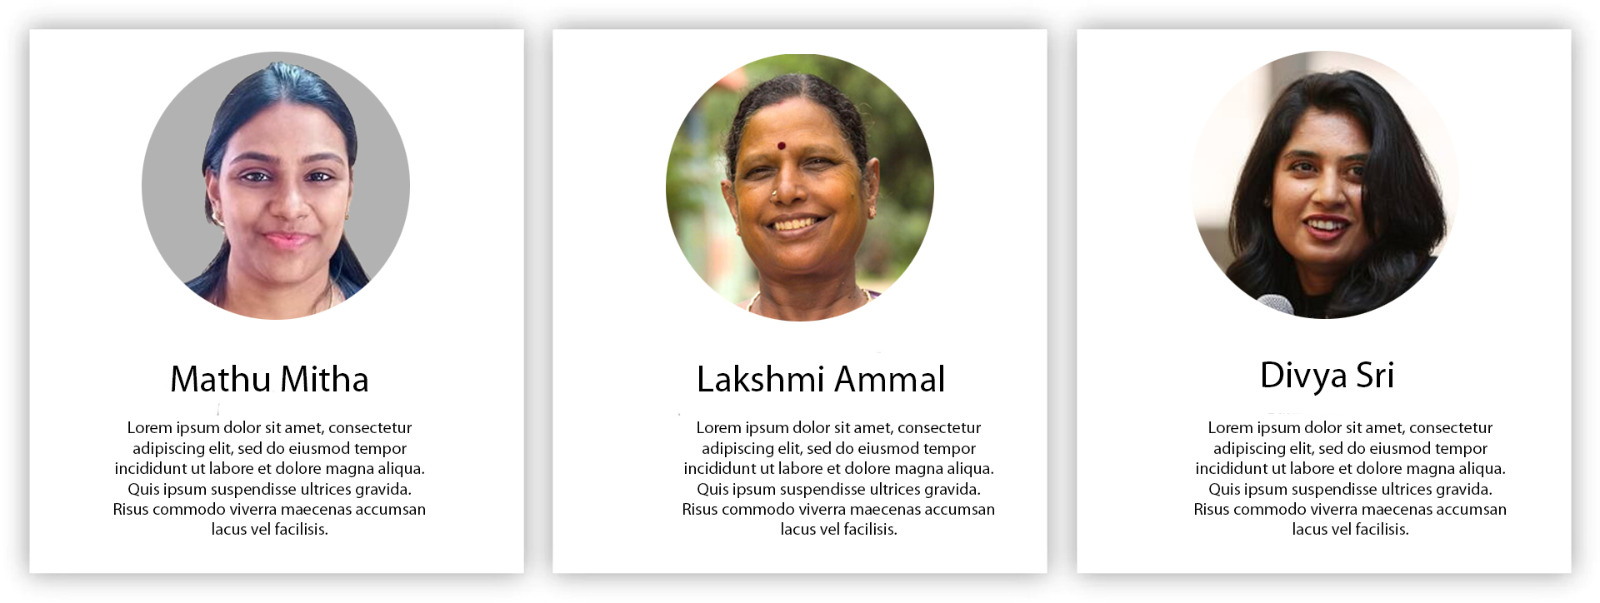 Mathu Mitha
Lorem ipsum dolor sit amet, consectetur
adipiscing elit, sed do eiusmod tempor
incididunt ut labore et dolore magna aliqua.
Quis ipsum suspendisse ultrices gravida.
Risus commodo viverra maecenas accumsan
lacus vel facilisis.
Lakshmi Ammal
Lorem ipsum dolor sit amet, consectetur
adipiscing elit, sed do eiusmod tempor
incididunt ut labore et dolore magna aliqua.
Quis ipsum suspendisse ultrices gravida.
Risus commodo viverra maecenas accumsan
lacus vel facilisis.
Divya Sri
Lorem ipsum dolor sit amet, consectetur
adipiscing elit, sed do eiusmod tempor
incididunt ut labore et dolore magna aliqua.
Quis ipsum suspendisse ultrices gravida.
Risus commodo viverra maecenas accumsan
lacus vel facilisis.